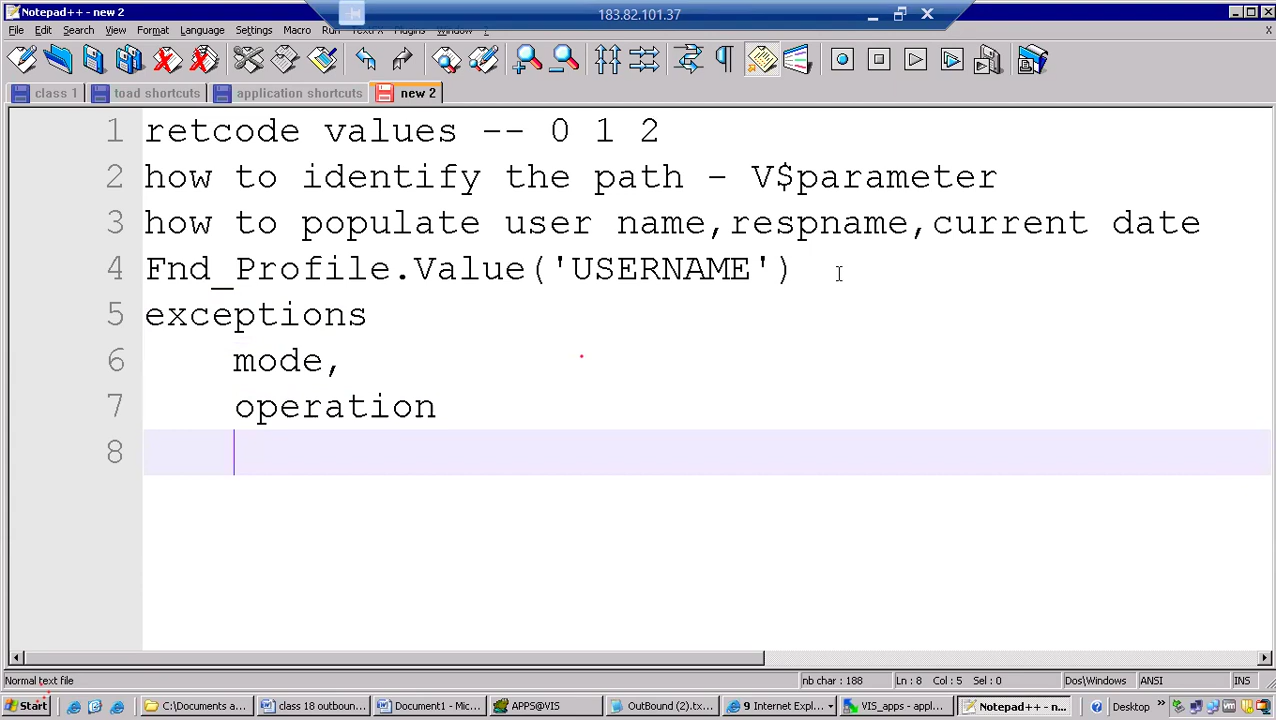 Notepad++ - new 2
183.82.101.37
File Edit Search View Format Language Settings Macro Run Plugins Window ?
class 1 toad shortcuts application shortcuts new 2
1 retcode values -- 0 1 2
2 how to identify the path - V$parameter
3 how to populate user name,respname,current date
4 Fnd_Profile.Value('USERNAME')
5 exceptions
6 mode,
7 operation
8
Normal text file nb char : 188 Ln : 8 Col : 5 Sel : 0 Dos\Windows ANSI INS
Start C:\Documents a... class 18 outboun... Document1 - Mic... APPS@VIS OutBound (2).tx... 9 Internet Expl... VIS_apps - appl... Notepad++ - n... Desktop